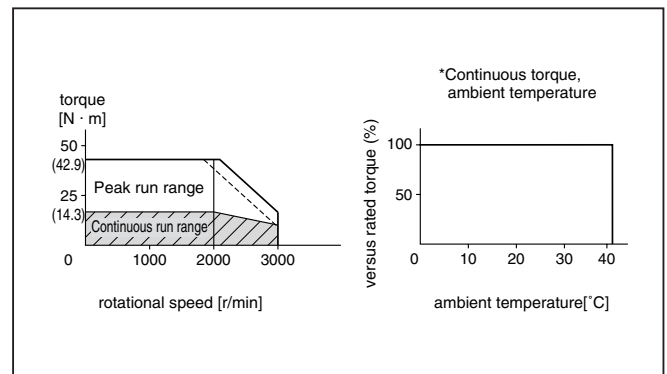 torque
[N · m]
50
(42.9)
Peak run range
25
(14.3)
Continuous run range
0
1000
2000
3000
rotational speed [r/min]
*Continuous torque,
ambient temperature
versus rated torque (%)
100
50
0
10
20
30
40
ambient temperature[˚C]